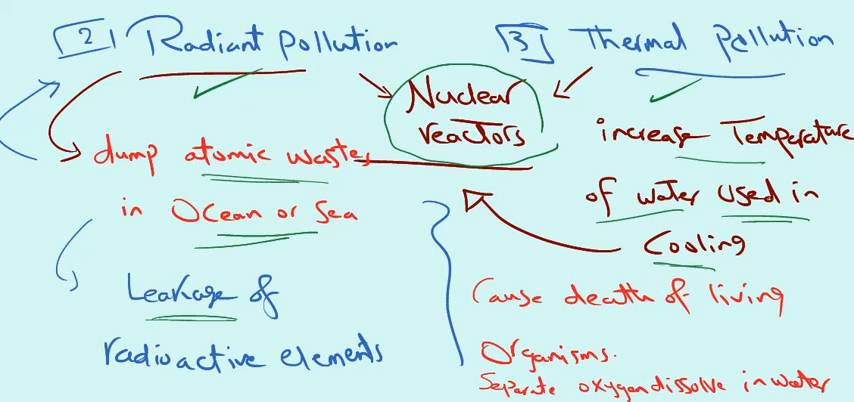 [2] Radiant pollution
dump atomic wastes
in Ocean or Sea
Leakage of
radioactive elements
Nuclear
reactors
[3] Thermal pollution
increase Temperature
of water used in
Cooling
Cause death of living
Organisms.
Separate oxygen dissolve in water